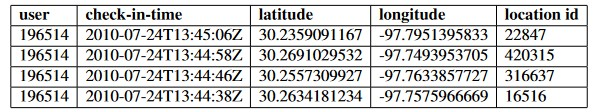 user check-in-time latitude longitude location id
196514 2010-07-24T13:45:06Z 30.2359091167 -97.7951395833 22847
196514 2010-07-24T13:44:58Z 30.2691029532 -97.7493953705 420315
196514 2010-07-24T13:44:46Z 30.2557309927 -97.7633857727 316637
196514 2010-07-24T13:44:38Z 30.2634181234 -97.7575966669 16516